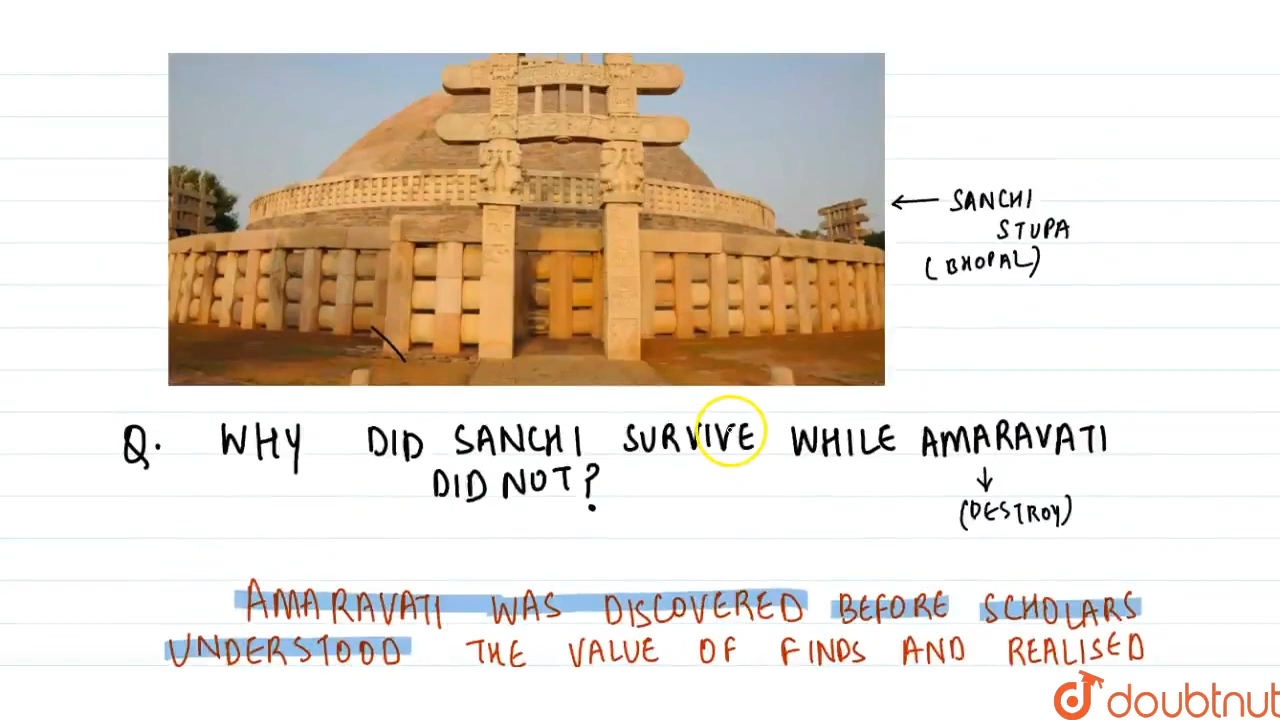 ← SANCHI
STUPA
(BHOPAL)
Q. WHY DID SANCHI SURVIVE WHILE AMARAVATI
DID NOT?
↓
(DESTROY)
AMARAVATI WAS DISCOVERED BEFORE SCHOLARS
UNDERSTOOD THE VALUE OF FINDS AND REALISED
doubtnut